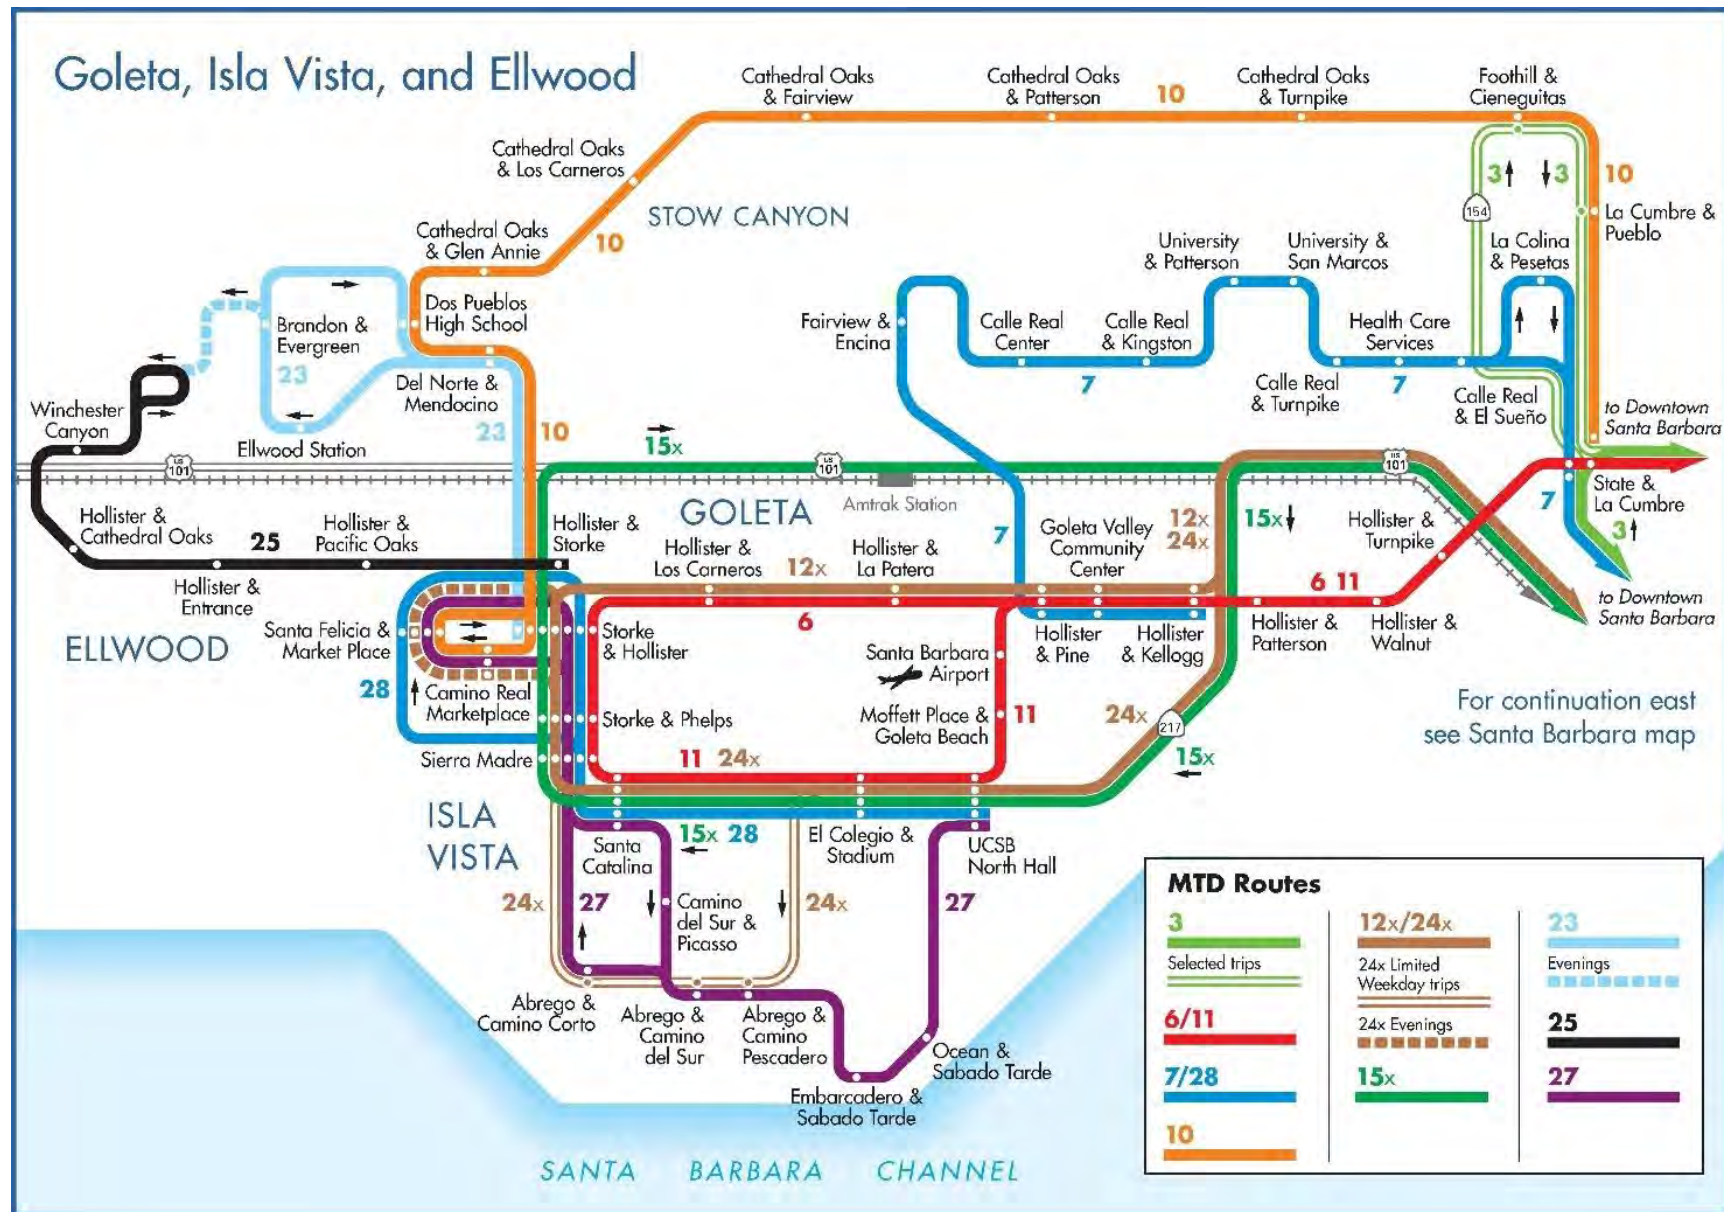 Goleta, Isla Vista, and Ellwood
Cathedral Oaks
& Fairview
Cathedral Oaks
& Patterson
10
Cathedral Oaks
& Turnpike
Foothill &
Cieneguitas
Cathedral Oaks
& Los Carneros
STOW CANYON
3
3
10
154
La Cumbre &
Pueblo
Cathedral Oaks
& Glen Annie
10
University
& Patterson
University &
San Marcos
La Colina
& Pesetas
Dos Pueblos
High School
Brandon &
Evergreen
23
Fairview &
Encina
Calle Real
Center
Calle Real
& Kingston
Health Care
Services
7
7
Calle Real
& Turnpike
Calle Real
& El Sueño
Del Norte &
Mendocino
Winchester
Canyon
to Downtown
Santa Barbara
23
10
15x
Ellwood Station
US
101
US
101
US
101
Amtrak Station
GOLETA
State &
La Cumbre
7
3
Hollister &
Cathedral Oaks
25
Hollister &
Pacific Oaks
Hollister &
Storke
Hollister &
Los Carneros
12x
Hollister &
La Patera
7
Goleta Valley
Community
Center
12x
24x
15x
Hollister &
Turnpike
Hollister &
Entrance
6
6 11
to Downtown
Santa Barbara
ELLWOOD
Santa Felicia &
Market Place
Storke
& Hollister
Hollister
& Pine
Hollister
& Kellogg
Hollister &
Patterson
Hollister &
Walnut
Santa Barbara
Airport
28
Camino Real
Marketplace
Storke & Phelps
Moffett Place &
Goleta Beach
11
24x
217
15x
For continuation east
see Santa Barbara map
Sierra Madre
11 24x
ISLA
VISTA
Santa
Catalina
15x 28
El Colegio &
Stadium
UCSB
North Hall
24x
27
Camino
del Sur &
Picasso
24x
27
Abrego &
Camino Corto
Abrego &
Camino
del Sur
Abrego &
Camino
Pescadero
Ocean &
Sabado Tarde
Embarcadero &
Sabado Tarde
SANTA BARBARA CHANNEL
MTD Routes
3
Selected trips
6/11
7/28
10
12x/24x
24x Limited
Weekday trips
24x Evenings
15x
23
Evenings
25
27